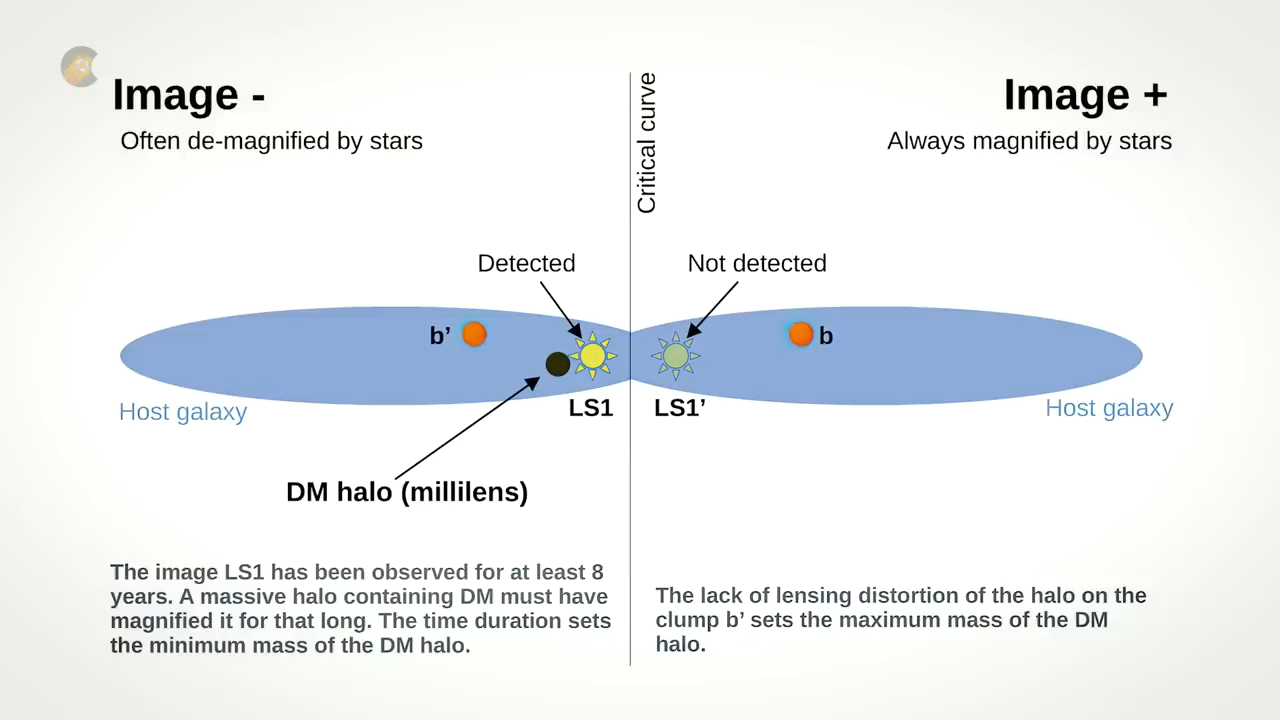 Image -
Often de-magnified by stars
Critical curve
Image +
Always magnified by stars
Detected
Not detected
b’
b
LS1
LS1’
Host galaxy
Host galaxy
DM halo (millilens)
The image LS1 has been observed for at least 8
years. A massive halo containing DM must have
magnified it for that long. The time duration sets
the minimum mass of the DM halo.
The lack of lensing distortion of the halo on the
clump b’ sets the maximum mass of the DM
halo.